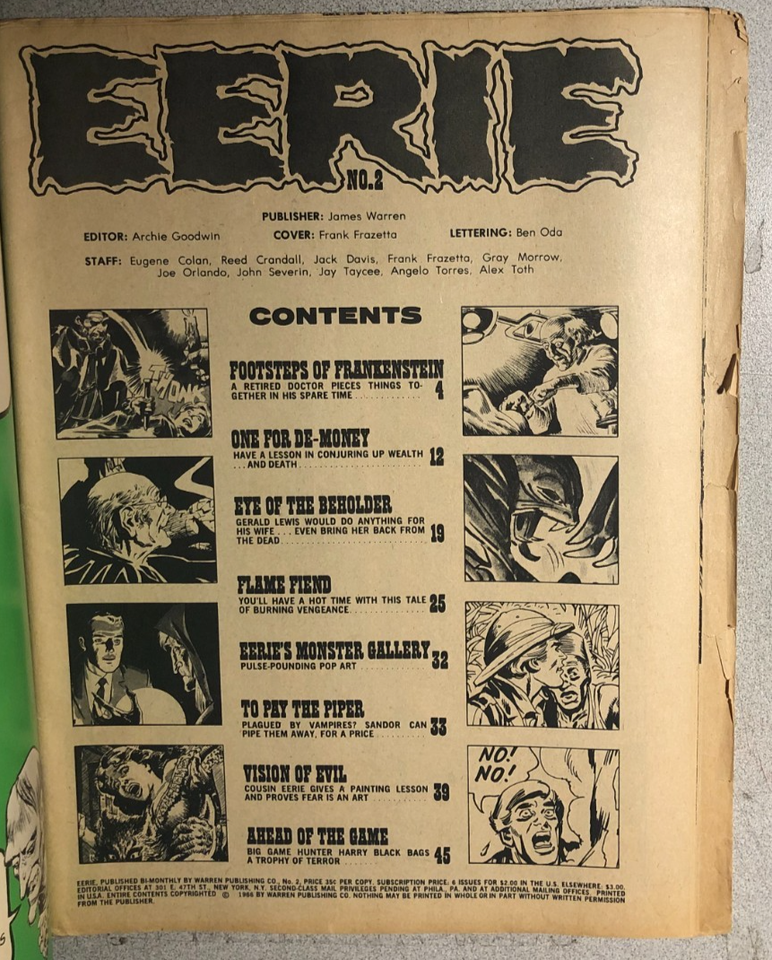 EERIE
NO.2
PUBLISHER: James Warren
EDITOR: Archie Goodwin COVER: Frank Frazetta LETTERING: Ben Oda
STAFF: Eugene Colan, Reed Crandall, Jack Davis, Frank Frazetta, Gray Morrow,
Joe Orlando, John Severin, Jay Taycee, Angelo Torres, Alex Toth
CONTENTS
FOOTSTEPS OF FRANKENSTEIN
A RETIRED DOCTOR PIECES THINGS TO-
GETHER IN HIS SPARE TIME ............. 4
ONE FOR DE-MONEY
HAVE A LESSON IN CONJURING UP WEALTH
...AND DEATH...................... 12
EYE OF THE BEHOLDER
GERALD LEWIS WOULD DO ANYTHING FOR
HIS WIFE ... EVEN BRING HER BACK FROM
THE DEAD......................... 19
FLAME FIEND
YOU'LL HAVE A HOT TIME WITH THIS TALE
OF BURNING VENGEANCE.............. 25
EERIE'S MONSTER GALLERY
PULSE-POUNDING POP ART ............ 32
TO PAY THE PIPER
PLAGUED BY VAMPIRES? SANDOR CAN
PIPE THEM AWAY, FOR A PRICE .......... 33
VISION OF EVIL
COUSIN EERIE GIVES A PAINTING LESSON
AND PROVES FEAR IS AN ART ........... 39
AHEAD OF THE GAME
BIG GAME HUNTER HARRY BLACK BAGS
A TROPHY OF TERROR ...... 45
THONK
NO!
NO!
EERIE, PUBLISHED BI-MONTHLY BY WARREN PUBLISHING CO., No. 2, PRICE 35¢ PER COPY. SUBSCRIPTION PRICE: 6 ISSUES FOR $2.00 IN THE U.S. ELSEWHERE: $3.00.
EDITORIAL OFFICES AT 301 E. 47TH ST., NEW YORK, N.Y. SECOND-CLASS MAIL PRIVILEGES PENDING AT PHILA., PA. AND AT ADDITIONAL MAILING OFFICES. PRINTED
IN U.S.A. ENTIRE CONTENTS COPYRIGHTED © 1966 BY WARREN PUBLISHING CO. NOTHING MAY BE PRINTED IN WHOLE OR IN PART WITHOUT WRITTEN PERMISSION
FROM THE PUBLISHER.